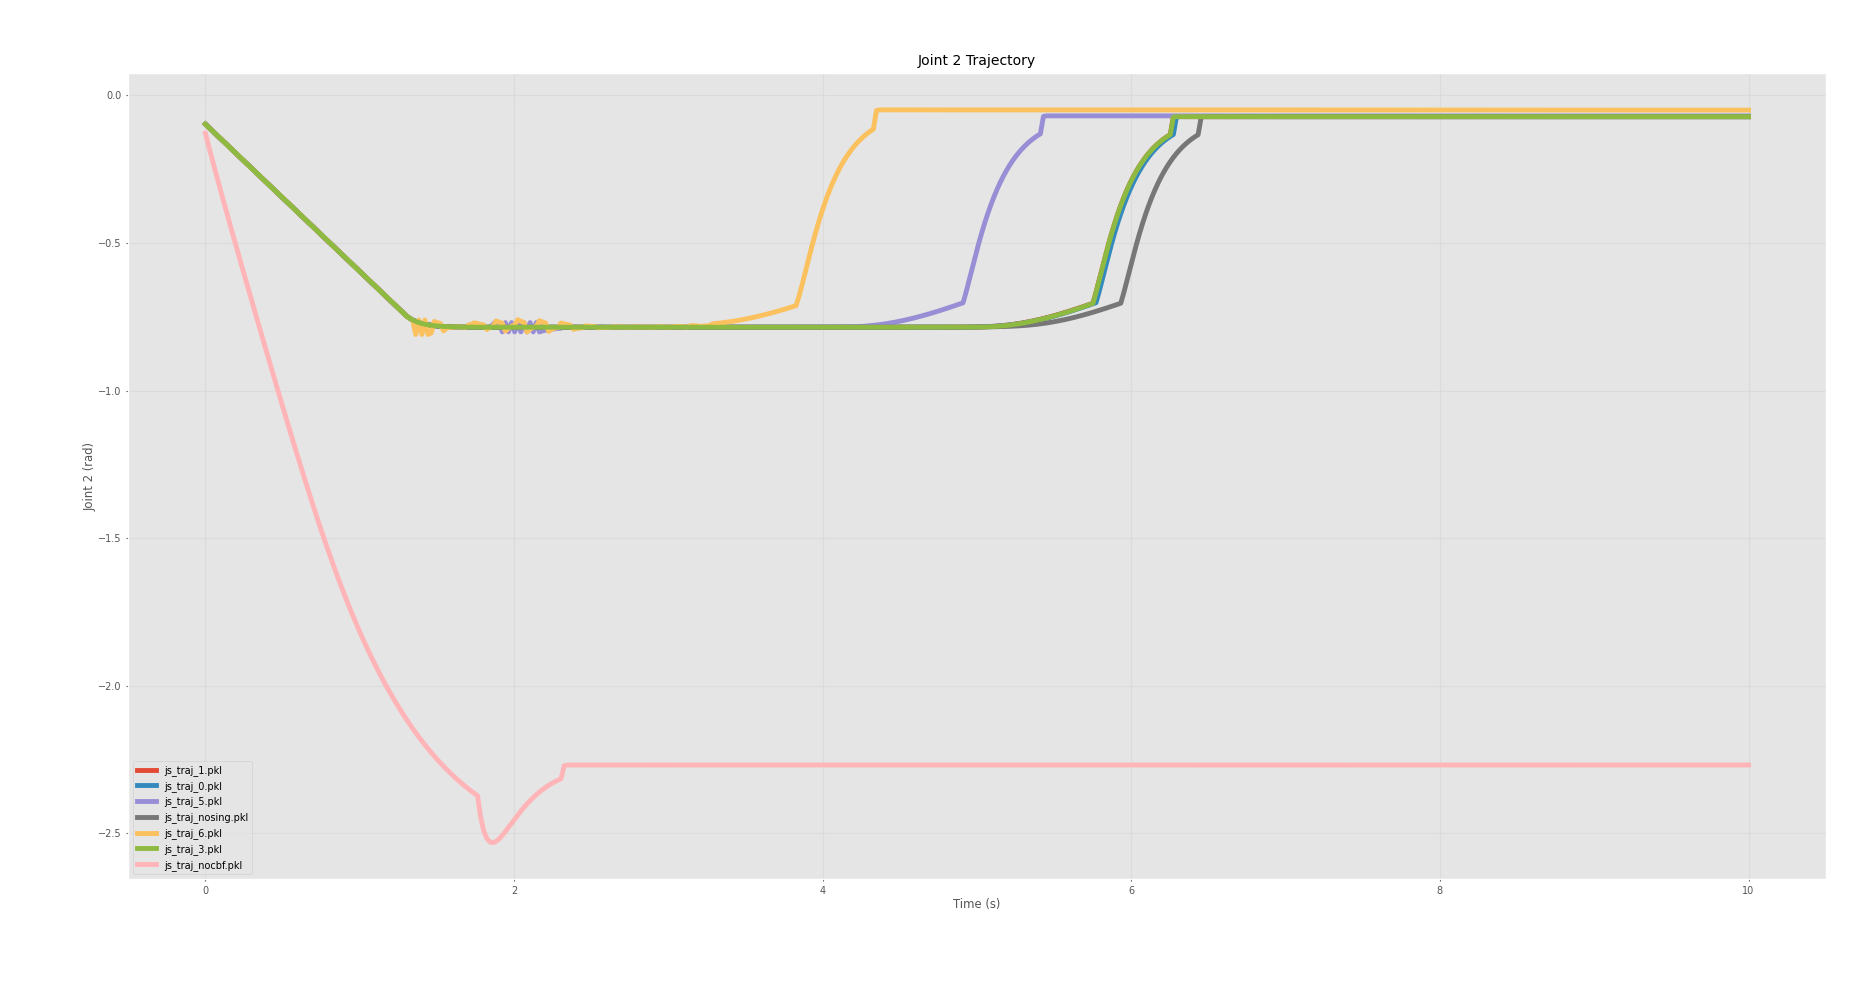 Joint 2 Trajectory
Joint 2 (rad)
0.0
−0.5
−1.0
−1.5
−2.0
−2.5
js_traj_1.pkl
js_traj_0.pkl
js_traj_5.pkl
js_traj_nosing.pkl
js_traj_6.pkl
js_traj_3.pkl
js_traj_nocbf.pkl
0 2 4 6 8 10
Time (s)